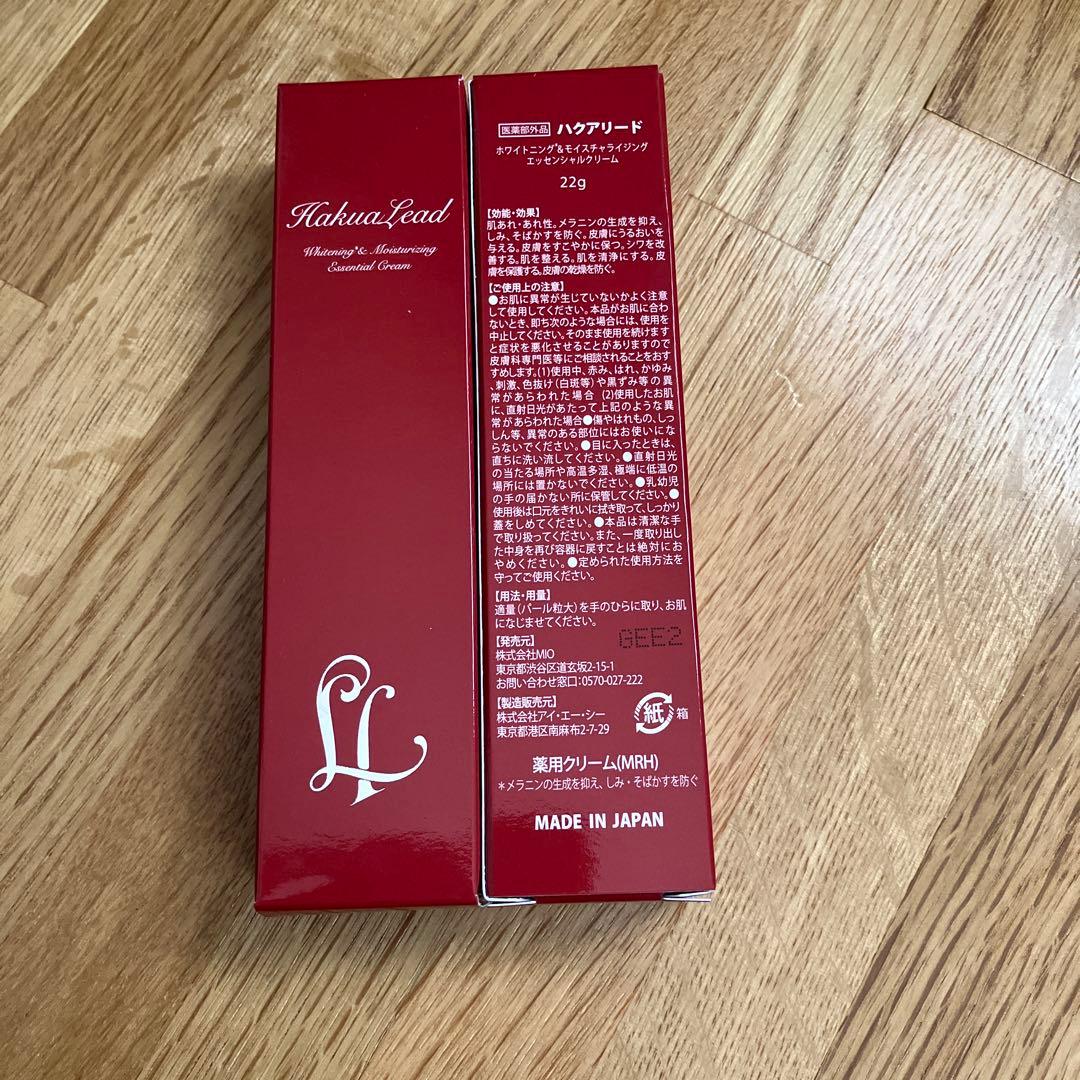 HakuaLead
Whitening*& Moisturizing
Essential Cream
医薬部外品 ハクアリード
ホワイトニング*&モイスチャライジング
エッセンシャルクリーム
22g
【効能・効果】
肌あれ・あれ性。メラニンの生成を抑え、
しみ、そばかすを防ぐ。皮膚にうるおいを
与える。皮膚をすこやかに保つ。シワを改
善する。肌を整える。肌を清浄にする。皮
膚を保護する。皮膚の乾燥を防ぐ。
【ご使用上の注意】
●お肌に異常が生じていないかよく注意
して使用してください。本品がお肌に合わ
ないとき、即ち次のような場合には、使用を
中止してください。そのまま使用を続けます
と症状を悪化させることがありますので
皮膚科専門医等にご相談されることをおす
すめします。(1)使用中、赤み、はれ、かゆみ
、刺激、色抜け(白斑等)や黒ずみ等の異
常があらわれた場合 (2)使用したお肌
に、直射日光があたって上記のような異
常があらわれた場合●傷やはれもの、しっ
しん等、異常のある部位にはお使いにな
らないでください。●目に入ったときは、
直ちに洗い流してください。●直射日光
の当たる場所や高温多湿、極端に低温の
場所には置かないでください。●乳幼児
の手の届かない所に保管してください。●
使用後は口元をきれいに拭き取って、しっかり
蓋をしめてください。●本品は清潔な手
で取り扱ってください。また、一度取り出し
た中身を再び容器に戻すことは絶対にお
やめください。●定められた使用方法を
守ってご使用ください。
【用法・用量】
適量(パール粒大)を手のひらに取り、お肌
になじませてください。
GEE2
【発売元】
株式会社MIO
東京都渋谷区道玄坂2-15-1
お問い合わせ窓口:0570-027-222
【製造販売元】
株式会社アイ・エー・シー
東京都港区南麻布2-7-29
紙 箱
薬用クリーム(MRH)
*メラニンの生成を抑え、しみ・そばかすを防ぐ
MADE IN JAPAN